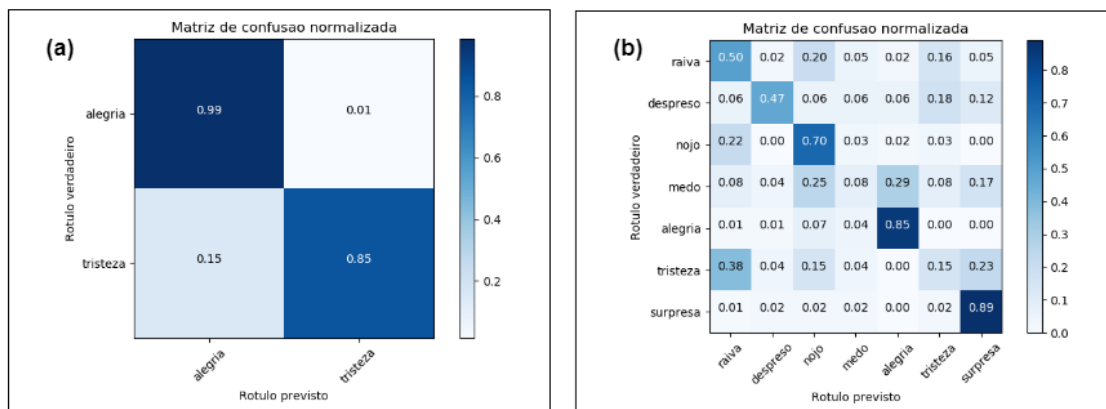 (a)
Matriz de confusao normalizada
Rotulo verdadeiro
alegria
0.99 0.01
tristeza
0.15 0.85
alegria tristeza
Rotulo previsto
0.8
0.6
0.4
0.2
(b)
Matriz de confusao normalizada
Rotulo verdadeiro
raiva 0.50 0.02 0.20 0.05 0.02 0.16 0.05
despreso 0.06 0.47 0.06 0.06 0.06 0.18 0.12
nojo 0.22 0.00 0.70 0.03 0.02 0.03 0.00
medo 0.08 0.04 0.25 0.08 0.29 0.08 0.17
alegria 0.01 0.01 0.07 0.04 0.85 0.00 0.00
tristeza 0.38 0.04 0.15 0.04 0.00 0.15 0.23
surpresa 0.01 0.02 0.02 0.02 0.00 0.02 0.89
raiva despreso nojo medo alegria tristeza surpresa
Rotulo previsto
0.8
0.7
0.6
0.5
0.4
0.3
0.2
0.1
0.0